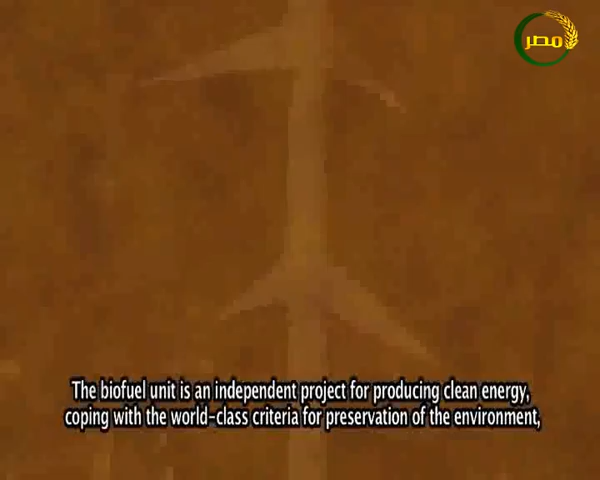 مصر
The biofuel unit is an independent project for producing clean energy,
coping with the world-class criteria for preservation of the environment,